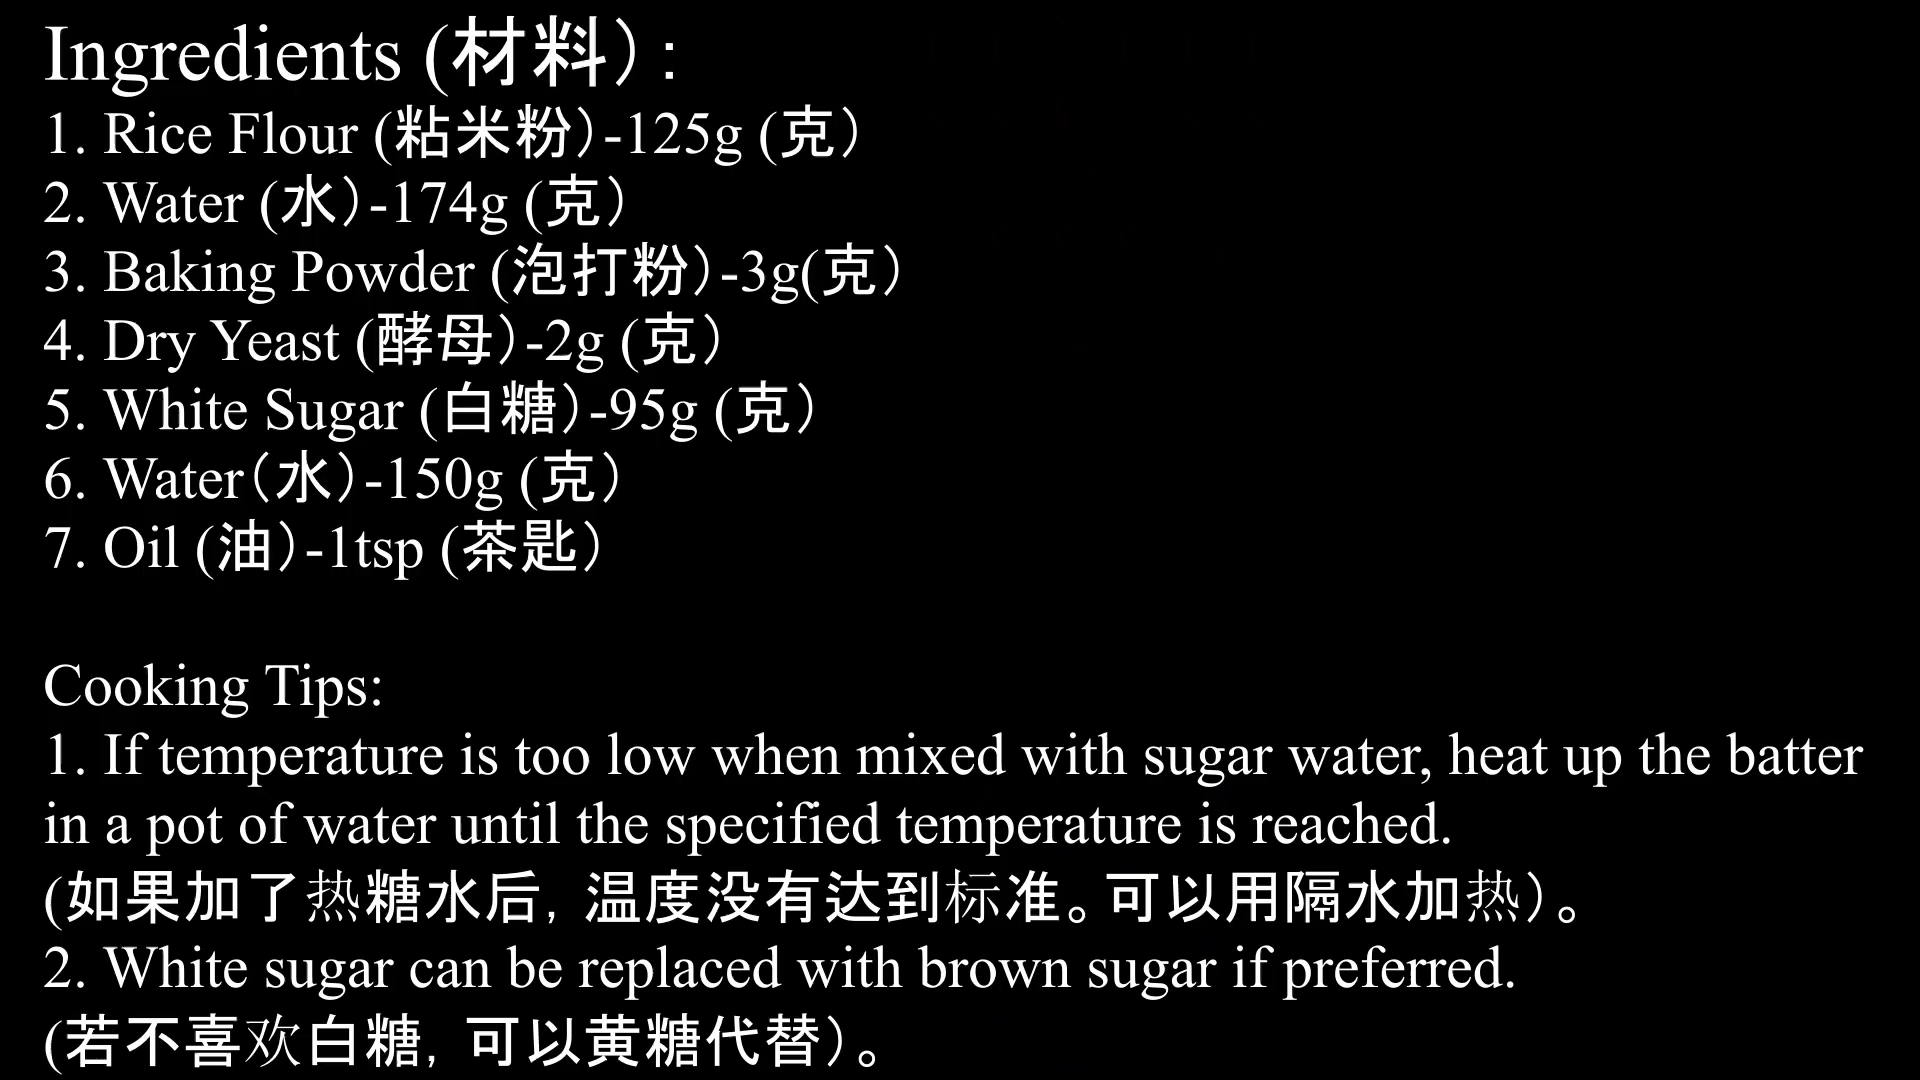 Ingredients (材料）:
1. Rice Flour (粘米粉）-125g (克）
2. Water (水）-174g (克）
3. Baking Powder (泡打粉）-3g(克）
4. Dry Yeast (酵母）-2g (克）
5. White Sugar (白糖）-95g (克）
6. Water（水）-150g (克）
7. Oil (油）-1tsp (茶匙）
Cooking Tips:
1. If temperature is too low when mixed with sugar water, heat up the batter
in a pot of water until the specified temperature is reached.
(如果加了热糖水后，温度没有达到标准。可以用隔水加热）。
2. White sugar can be replaced with brown sugar if preferred.
(若不喜欢白糖，可以黄糖代替）。